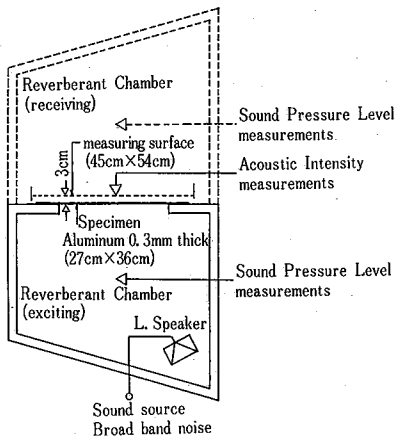 Reverberant Chamber
(receiving)
Sound Pressure Level
measurements
3cm
measuring surface
(45cm×54cm)
Acoustic Intensity
measurements
Specimen
Aluminum 0.3mm thick
(27cm×36cm)
Reverberant Chamber
(exciting)
Sound Pressure Level
measurements
L. Speaker
Sound source
Broad band noise